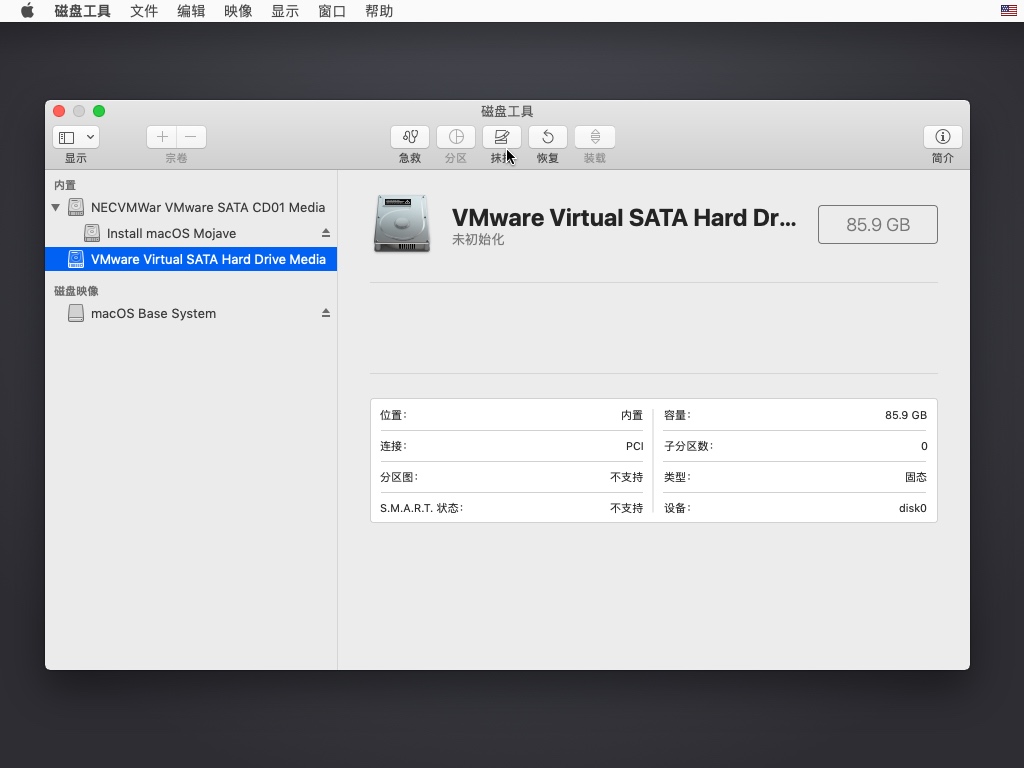 磁盘工具 文件 编辑 映像 显示 窗口 帮助
磁盘工具
显示 宗卷 急救 分区 抹掉 恢复 装载 简介
内置
NECVMWar VMware SATA CD01 Media
Install macOS Mojave
VMware Virtual SATA Hard Drive Media
磁盘映像
macOS Base System
VMware Virtual SATA Hard Dr...
未初始化
85.9 GB
位置: 内置
连接: PCI
分区图: 不支持
S.M.A.R.T. 状态: 不支持
容量: 85.9 GB
子分区数: 0
类型: 固态
设备: disk0